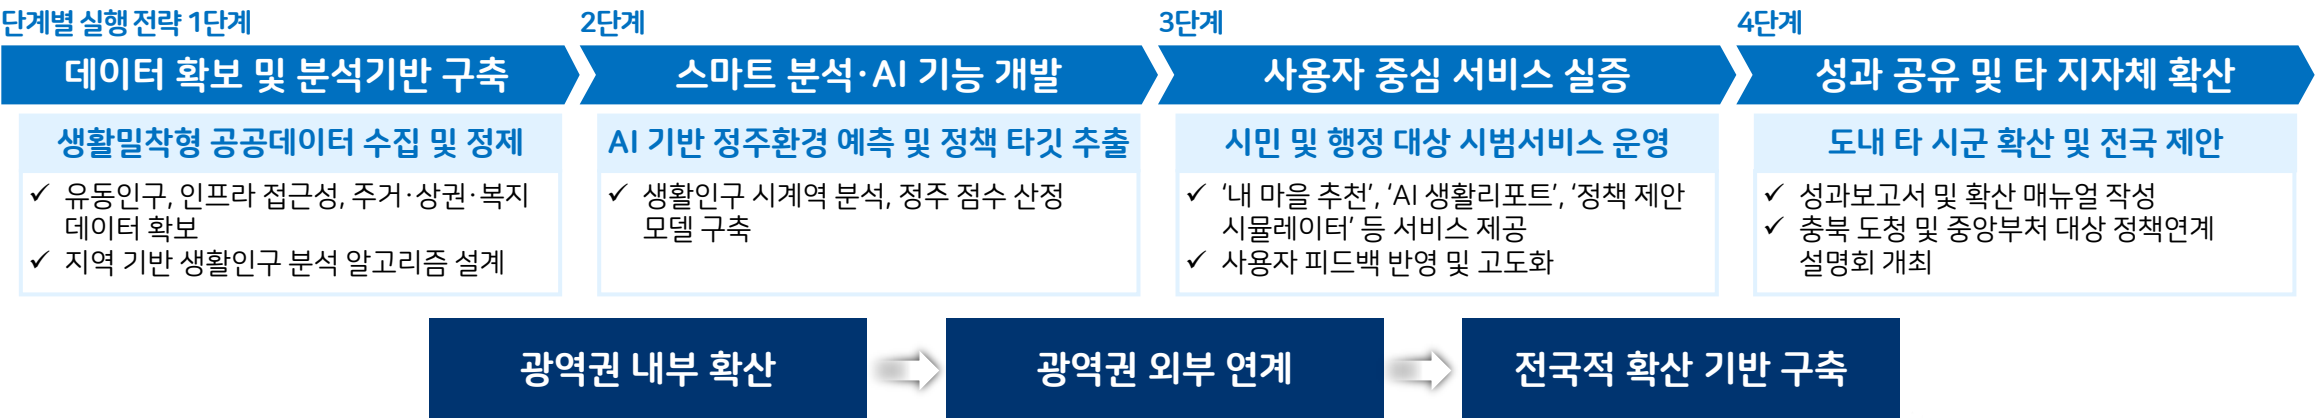 단계별 실행 전략 1단계
데이터 확보 및 분석기반 구축
생활밀착형 공공데이터 수집 및 정제
✓ 유동인구, 인프라 접근성, 주거·상권·복지
데이터 확보
✓ 지역 기반 생활인구 분석 알고리즘 설계
2단계
스마트 분석·AI 기능 개발
AI 기반 정주환경 예측 및 정책 타깃 추출
✓ 생활인구 시계역 분석, 정주 점수 산정
모델 구축
3단계
사용자 중심 서비스 실증
시민 및 행정 대상 시범서비스 운영
✓ ‘내 마을 추천’, ‘AI 생활리포트’, ‘정책 제안
시뮬레이터’ 등 서비스 제공
✓ 사용자 피드백 반영 및 고도화
4단계
성과 공유 및 타 지자체 확산
도내 타 시군 확산 및 전국 제안
✓ 성과보고서 및 확산 매뉴얼 작성
✓ 충북 도청 및 중앙부처 대상 정책연계
설명회 개최
광역권 내부 확산
광역권 외부 연계
전국적 확산 기반 구축